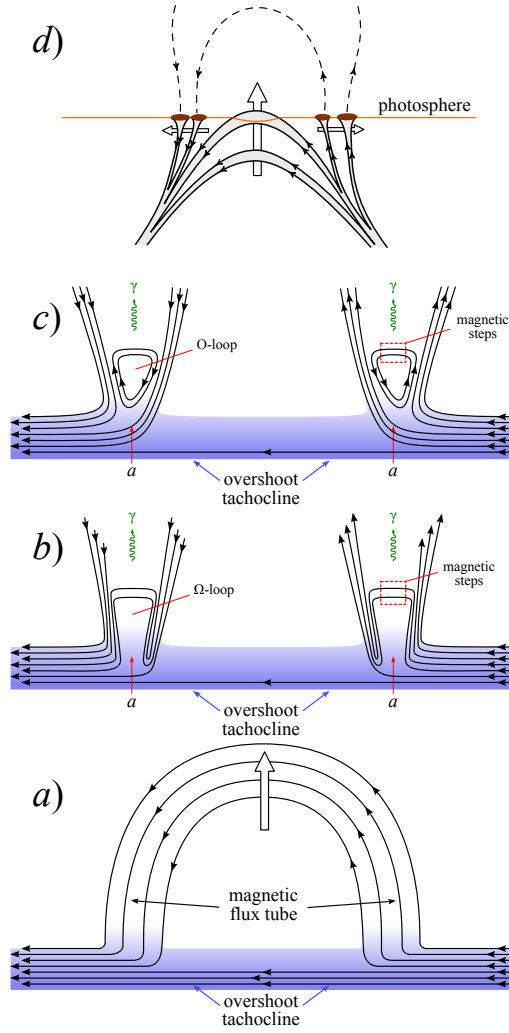 d)
photosphere
c)
γ
γ
O-loop
magnetic
steps
a
a
overshoot
tachocline
b)
γ
γ
Ω-loop
magnetic
steps
a
a
overshoot
tachocline
a)
magnetic
flux tube
overshoot
tachocline